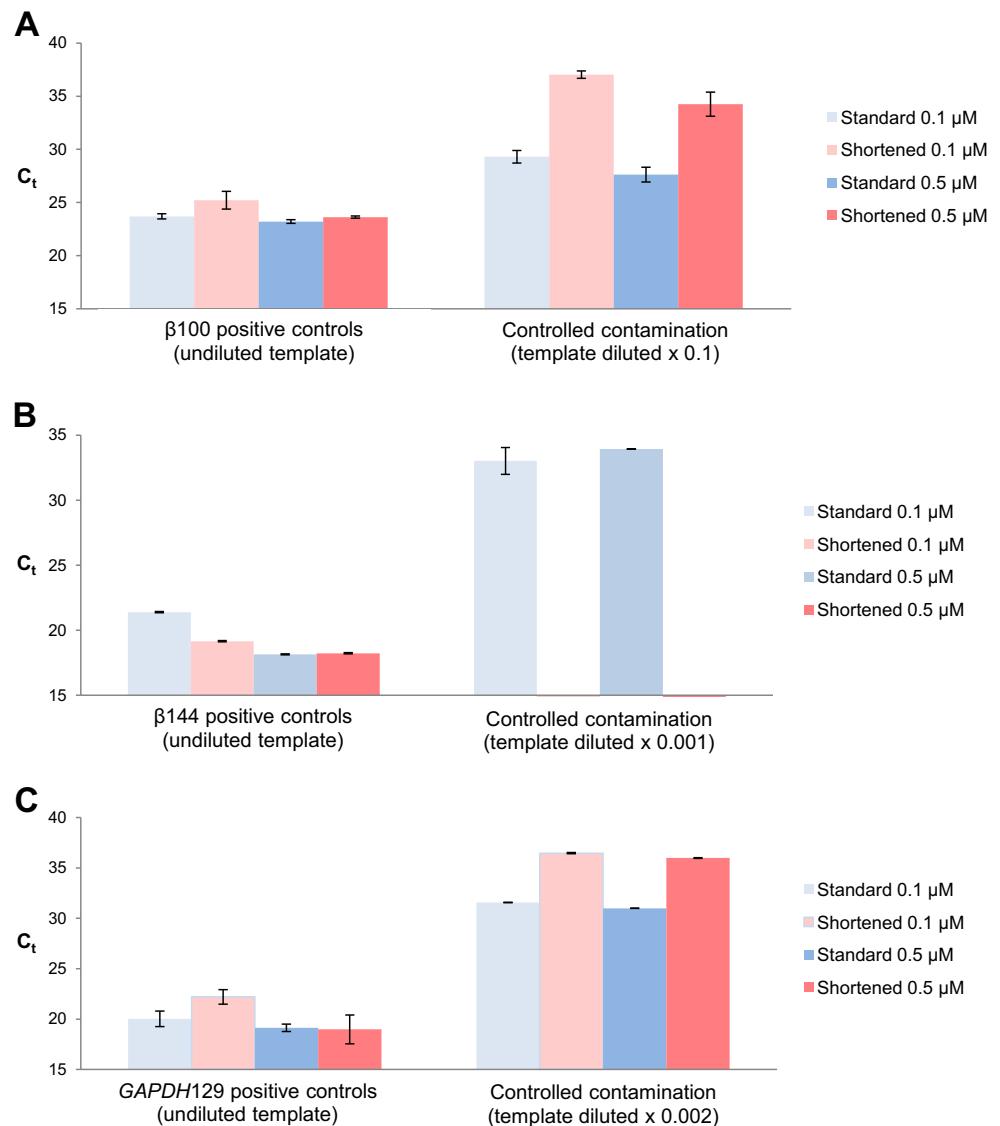 A
40
35
30
25
20
15
Ct
β100 positive controls
(undiluted template)
Controlled contamination
(template diluted x 0.1)
Standard 0.1 µM
Shortened 0.1 µM
Standard 0.5 µM
Shortened 0.5 µM
B
35
30
25
20
15
Ct
β144 positive controls
(undiluted template)
Controlled contamination
(template diluted x 0.001)
Standard 0.1 µM
Shortened 0.1 µM
Standard 0.5 µM
Shortened 0.5 µM
C
40
35
30
25
20
15
Ct
GAPDH129 positive controls
(undiluted template)
Controlled contamination
(template diluted x 0.002)
Standard 0.1 µM
Shortened 0.1 µM
Standard 0.5 µM
Shortened 0.5 µM